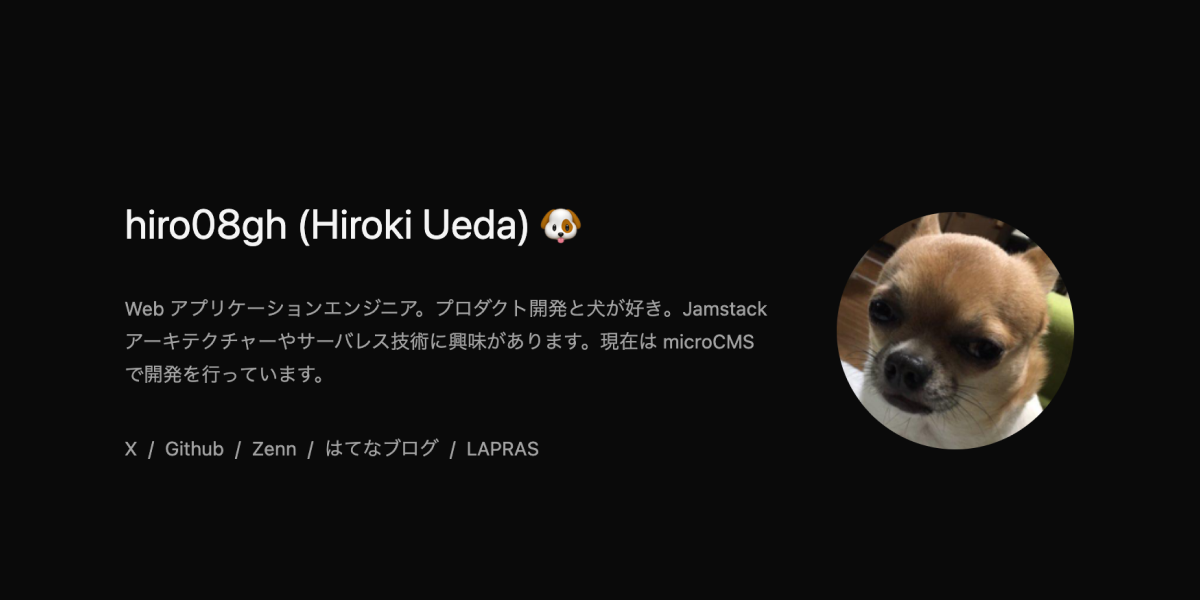 hiro08gh (Hiroki Ueda) 🐶
Web アプリケーションエンジニア。プロダクト開発と犬が好き。Jamstack
アーキテクチャーやサーバレス技術に興味があります。現在は microCMS
で開発を行っています。
X / Github / Zenn / はてなブログ / LAPRAS